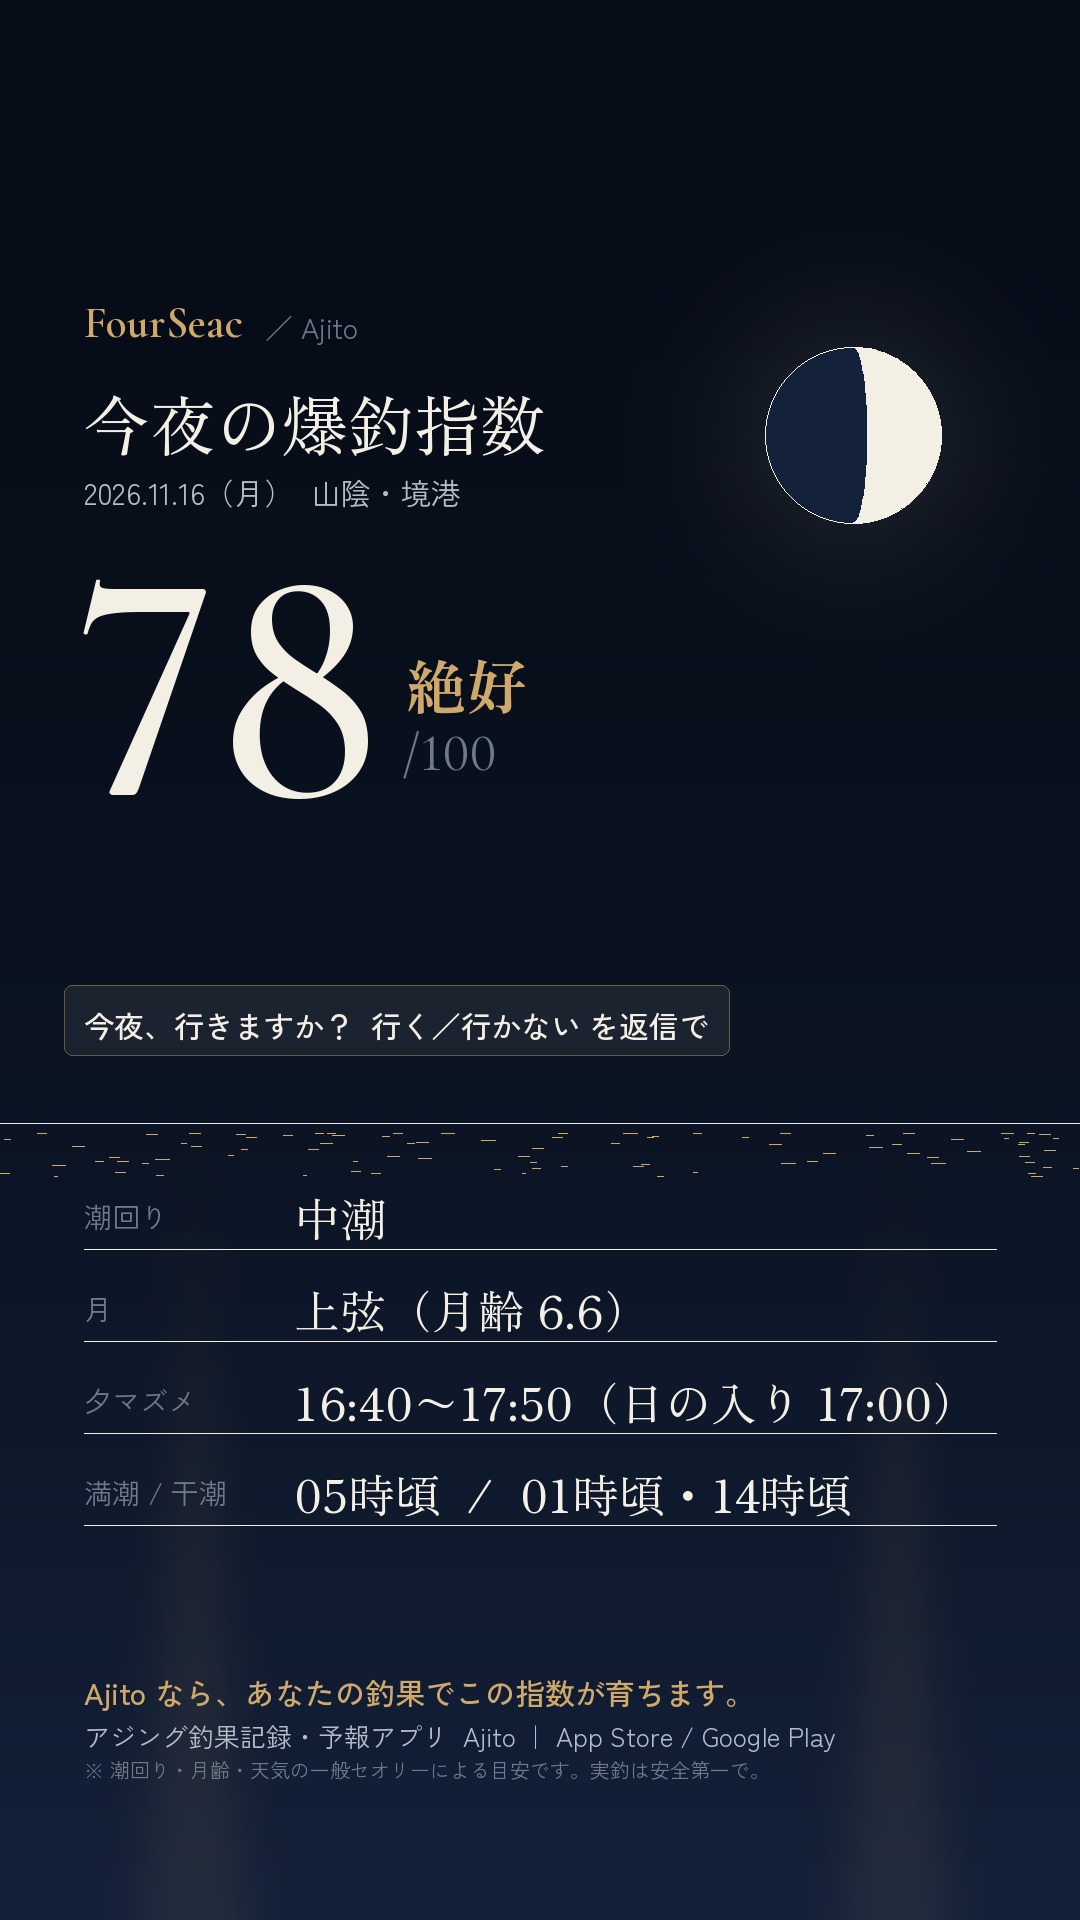 FourSeac ／ Ajito
今夜の爆釣指数
2026.11.16（月） 山陰・境港
78 絶好
/100
今夜、行きますか？ 行く／行かない を返信で
潮回り 中潮
月 上弦（月齢 6.6）
夕マズメ 16:40〜17:50（日の入り 17:00）
満潮 / 干潮 05時頃 / 01時頃・14時頃
Ajito なら、あなたの釣果でこの指数が育ちます。
アジング釣果記録・予報アプリ Ajito ｜ App Store / Google Play
※ 潮回り・月齢・天気の一般セオリーによる目安です。実釣は安全第一で。